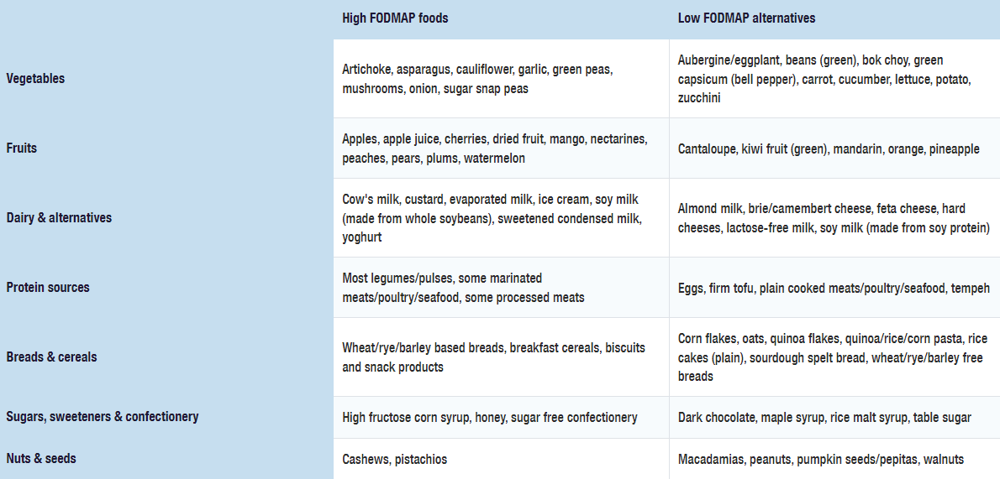 High FODMAP foods
Low FODMAP alternatives
Vegetables
Artichoke, asparagus, cauliflower, garlic, green peas,
mushrooms, onion, sugar snap peas
Aubergine/eggplant, beans (green), bok choy, green
capsicum (bell pepper), carrot, cucumber, lettuce, potato,
zucchini
Fruits
Apples, apple juice, cherries, dried fruit, mango, nectarines,
peaches, pears, plums, watermelon
Cantaloupe, kiwi fruit (green), mandarin, orange, pineapple
Dairy & alternatives
Cow's milk, custard, evaporated milk, ice cream, soy milk
(made from whole soybeans), sweetened condensed milk,
yoghurt
Almond milk, brie/camembert cheese, feta cheese, hard
cheeses, lactose-free milk, soy milk (made from soy protein)
Protein sources
Most legumes/pulses, some marinated
meats/poultry/seafood, some processed meats
Eggs, firm tofu, plain cooked meats/poultry/seafood, tempeh
Breads & cereals
Wheat/rye/barley based breads, breakfast cereals, biscuits
and snack products
Corn flakes, oats, quinoa flakes, quinoa/rice/corn pasta, rice
cakes (plain), sourdough spelt bread, wheat/rye/barley free
breads
Sugars, sweeteners & confectionery
High fructose corn syrup, honey, sugar free confectionery
Dark chocolate, maple syrup, rice malt syrup, table sugar
Nuts & seeds
Cashews, pistachios
Macadamias, peanuts, pumpkin seeds/pepitas, walnuts